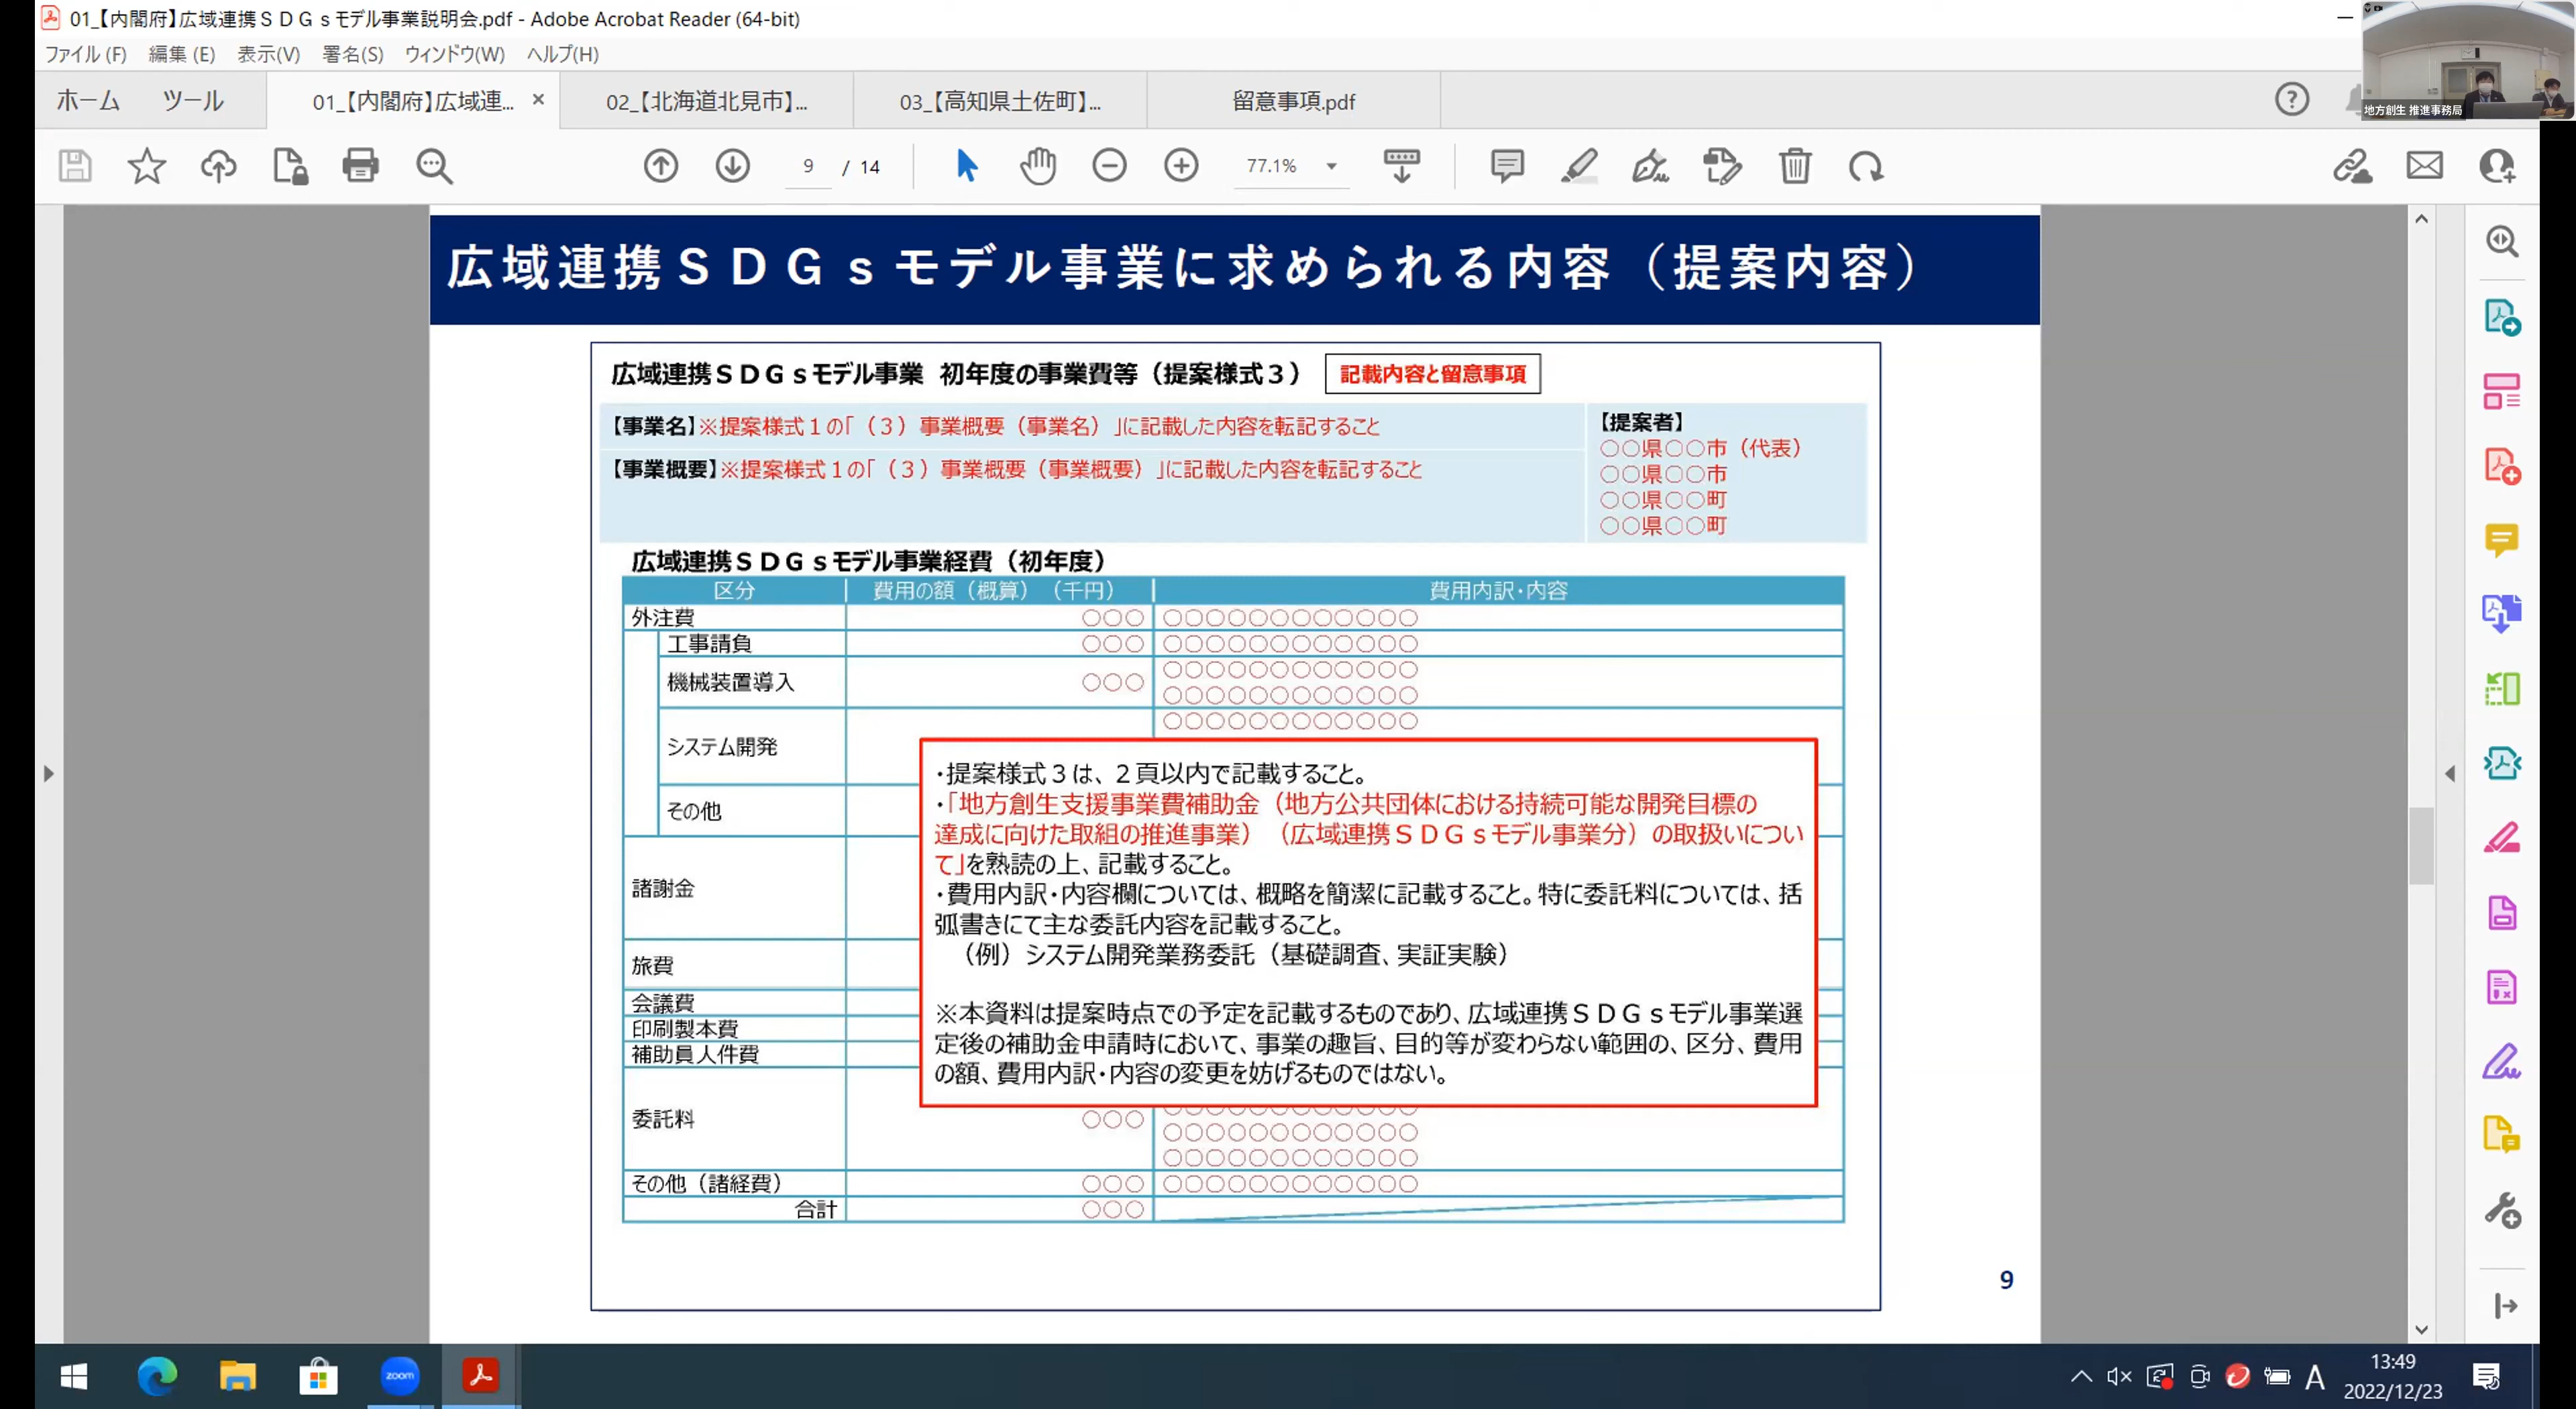 01_【内閣府】広域連携ＳＤＧｓモデル事業説明会.pdf - Adobe Acrobat Reader (64-bit)
ファイル(F) 編集(E) 表示(V) 署名(S) ウィンドウ(W) ヘルプ(H)
ホーム ツール 01_【内閣府】広域連... × 02_【北海道北見市】... 03_【高知県土佐町】... 留意事項.pdf
地方創生 推進事務局
9 / 14 77.1%
広域連携ＳＤＧｓモデル事業に求められる内容（提案内容）
広域連携ＳＤＧｓモデル事業 初年度の事業費等（提案様式３） 記載内容と留意事項
【事業名】※提案様式１の「（３）事業概要（事業名）」に記載した内容を転記すること
【事業概要】※提案様式１の「（３）事業概要（事業概要）」に記載した内容を転記すること
【提案者】
○○県○○市（代表）
○○県○○市
○○県○○町
○○県○○町
広域連携ＳＤＧｓモデル事業経費（初年度）
区分 費用の額（概算）（千円） 費用内訳・内容
外注費 ○○○ ○○○○○○○○○○○○
工事請負 ○○○ ○○○○○○○○○○○○
機械装置導入 ○○○ ○○○○○○○○○○○○
○○○○○○○○○○○○
システム開発 ○○○○○○○○○○○○
その他
諸謝金
旅費
会議費
印刷製本費
補助員人件費
・提案様式３は、２頁以内で記載すること。
・「地方創生支援事業費補助金（地方公共団体における持続可能な開発目標の
達成に向けた取組の推進事業）（広域連携ＳＤＧｓモデル事業分）の取扱いについ
て」を熟読の上、記載すること。
・費用内訳・内容欄については、概略を簡潔に記載すること。特に委託料については、括
弧書きにて主な委託内容を記載すること。
（例）システム開発業務委託（基礎調査、実証実験）
※本資料は提案時点での予定を記載するものであり、広域連携ＳＤＧｓモデル事業選
定後の補助金申請時において、事業の趣旨、目的等が変わらない範囲の、区分、費用
の額、費用内訳・内容の変更を妨げるものではない。
委託料 ○○○ ○○○○○○○○○○○○
○○○○○○○○○○○○
○○○○○○○○○○○○
その他（諸経費） ○○○ ○○○○○○○○○○○○
合計 ○○○
9
zoom
A 13:49
2022/12/23